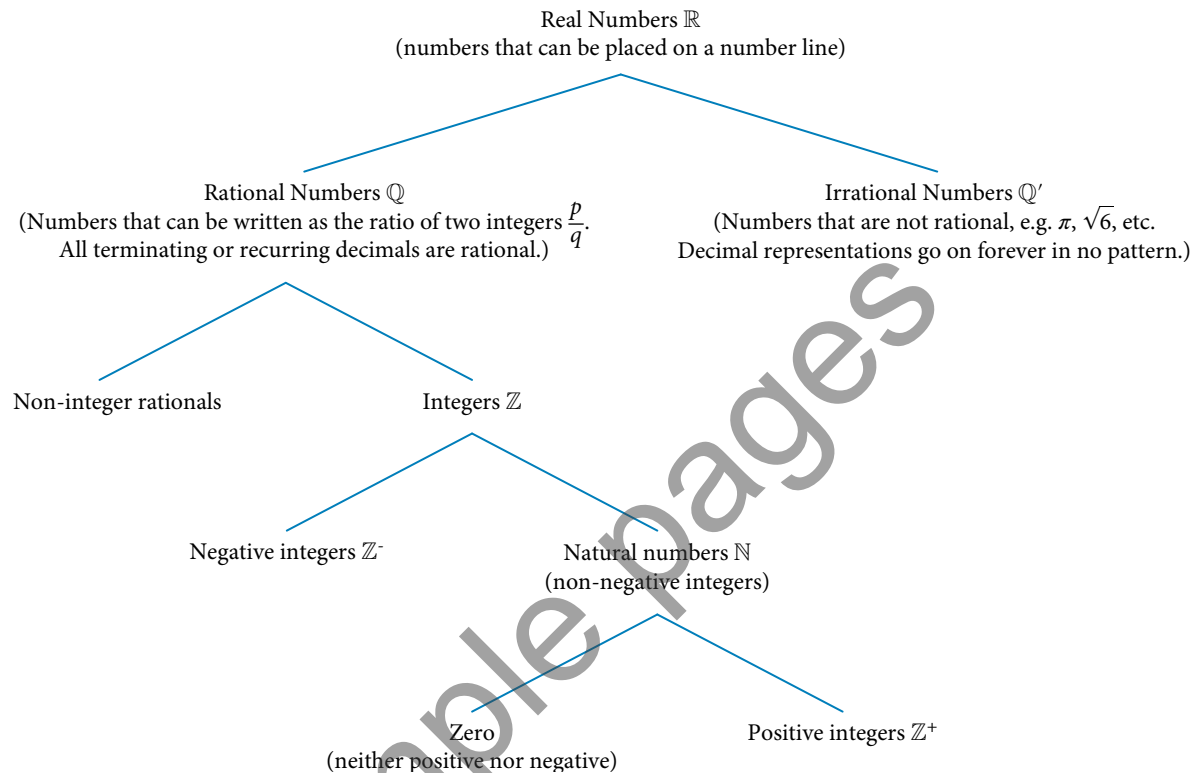 Real Numbers ℝ
(numbers that can be placed on a number line)
Rational Numbers ℚ
(Numbers that can be written as the ratio of two integers p/q.
All terminating or recurring decimals are rational.)
Irrational Numbers ℚ′
(Numbers that are not rational, e.g. π, √6, etc.
Decimal representations go on forever in no pattern.)
Non-integer rationals
Integers ℤ
Negative integers ℤ⁻
Natural numbers ℕ
(non-negative integers)
Zero
(neither positive nor negative)
Positive integers ℤ⁺
mple pages